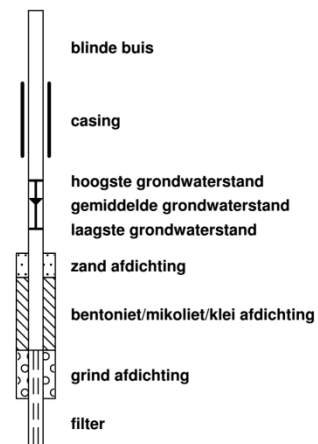 blinde buis
casing
hoogste grondwaterstand
gemiddelde grondwaterstand
laagste grondwaterstand
zand afdichting
bentoniet/mikoliet/klei afdichting
grind afdichting
filter